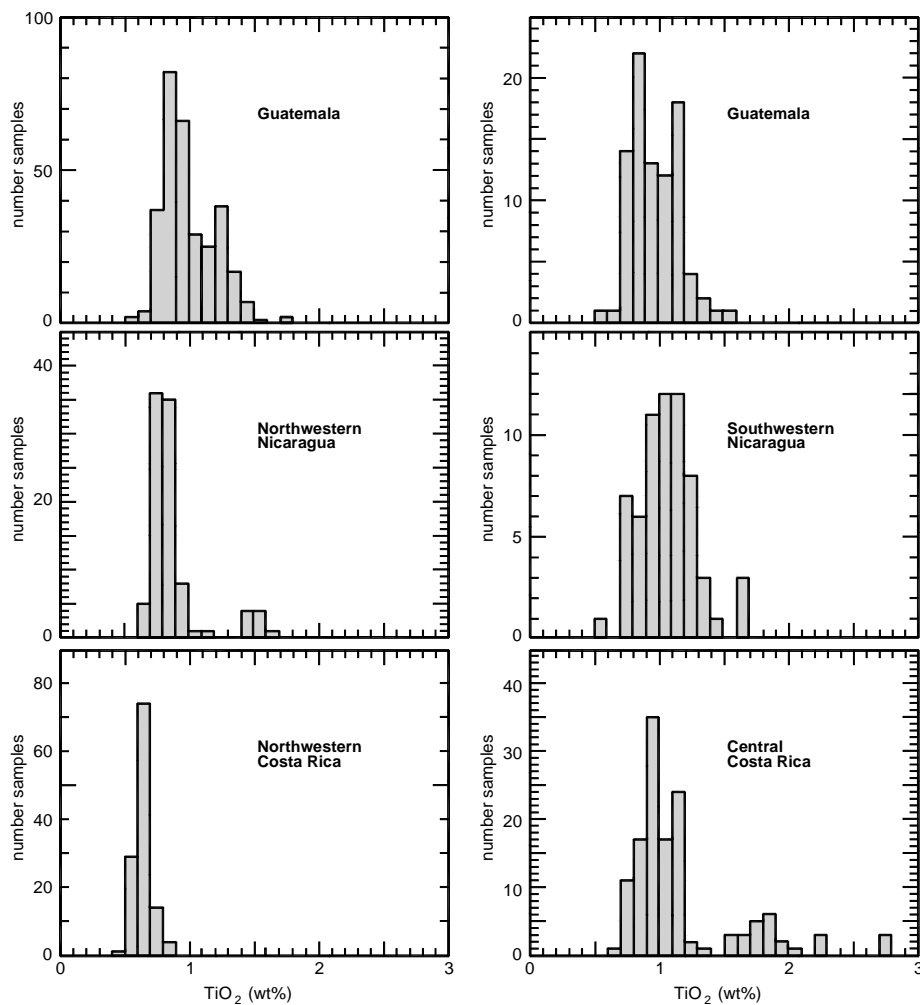 100
50
0
number samples
Guatemala
20
10
0
number samples
Guatemala
40
20
0
number samples
Northwestern
Nicaragua
10
5
0
number samples
Southwestern
Nicaragua
80
60
40
20
0
number samples
Northwestern
Costa Rica
0
1
2
3
TiO2 (wt%)
40
30
20
10
0
number samples
Central
Costa Rica
0
1
2
3
TiO2 (wt%)